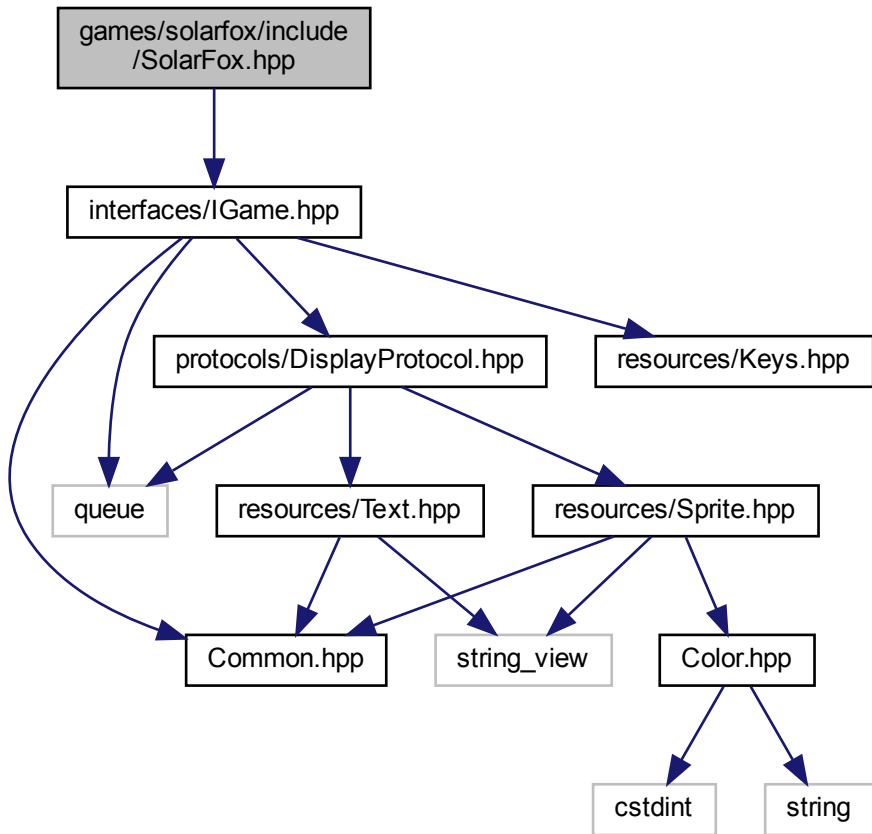 games/solarfox/include
/SolarFox.hpp
interfaces/IGame.hpp
protocols/DisplayProtocol.hpp
resources/Keys.hpp
queue
resources/Text.hpp
resources/Sprite.hpp
Common.hpp
string_view
Color.hpp
cstdint
string